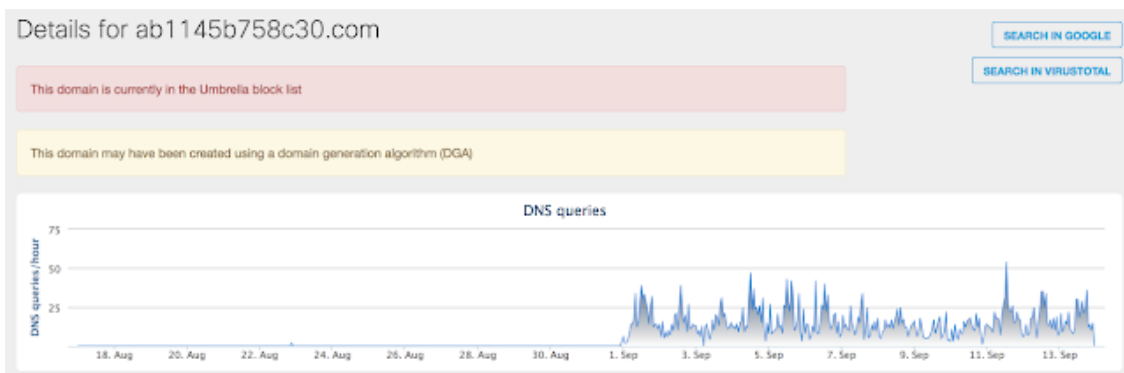 Details for ab1145b758c30.com
SEARCH IN GOOGLE
SEARCH IN VIRUSTOTAL
This domain is currently in the Umbrella block list
This domain may have been created using a domain generation algorithm (DGA)
DNS queries
DNS queries/hour
75
50
25
18. Aug 20. Aug 22. Aug 24. Aug 26. Aug 28. Aug 30. Aug 1. Sep 3. Sep 5. Sep 7. Sep 9. Sep 11. Sep 13. Sep